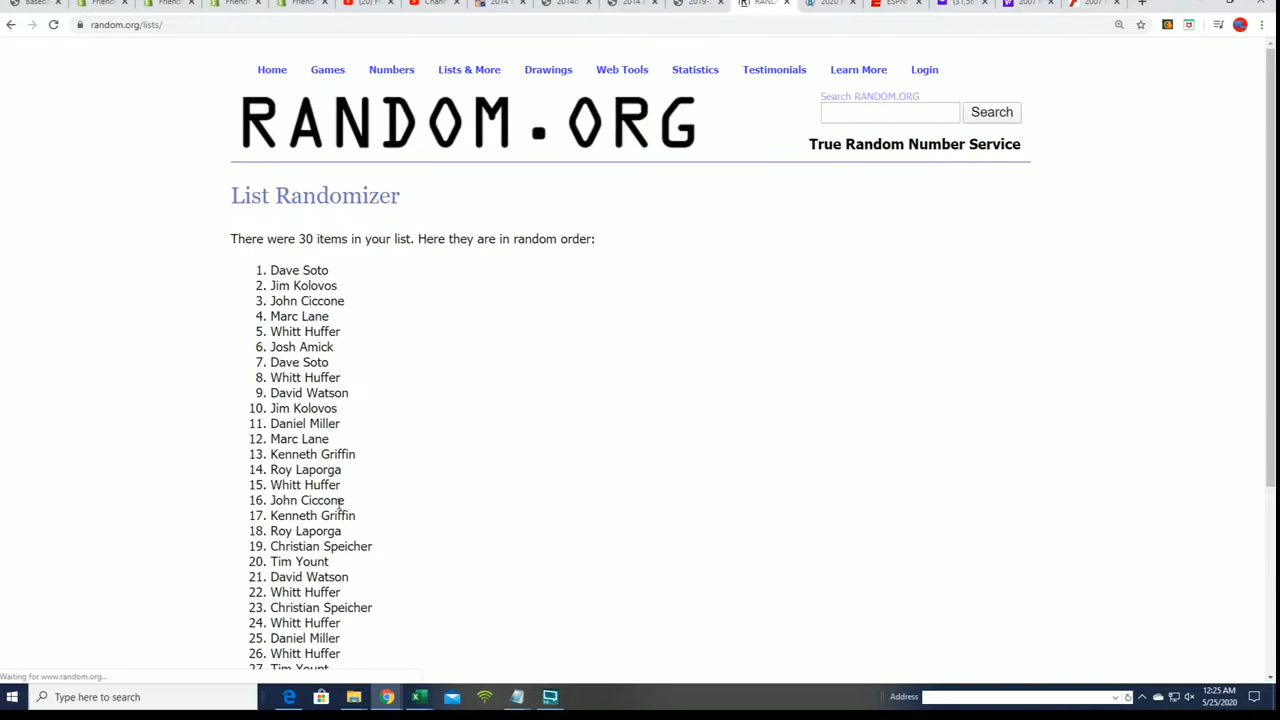 random.org/lists/
Home Games Numbers Lists & More Drawings Web Tools Statistics Testimonials Learn More Login
Search RANDOM.ORG
RANDOM.ORG
Search
True Random Number Service
List Randomizer
There were 30 items in your list. Here they are in random order:
1. Dave Soto
2. Jim Kolovos
3. John Ciccone
4. Marc Lane
5. Whitt Huffer
6. Josh Amick
7. Dave Soto
8. Whitt Huffer
9. David Watson
10. Jim Kolovos
11. Daniel Miller
12. Marc Lane
13. Kenneth Griffin
14. Roy Laporga
15. Whitt Huffer
16. John Ciccone
17. Kenneth Griffin
18. Roy Laporga
19. Christian Speicher
20. Tim Yount
21. David Watson
22. Whitt Huffer
23. Christian Speicher
24. Whitt Huffer
25. Daniel Miller
26. Whitt Huffer
27. Tim Yount
Waiting for www.random.org...
Type here to search
Address
12:25 AM
5/25/2020